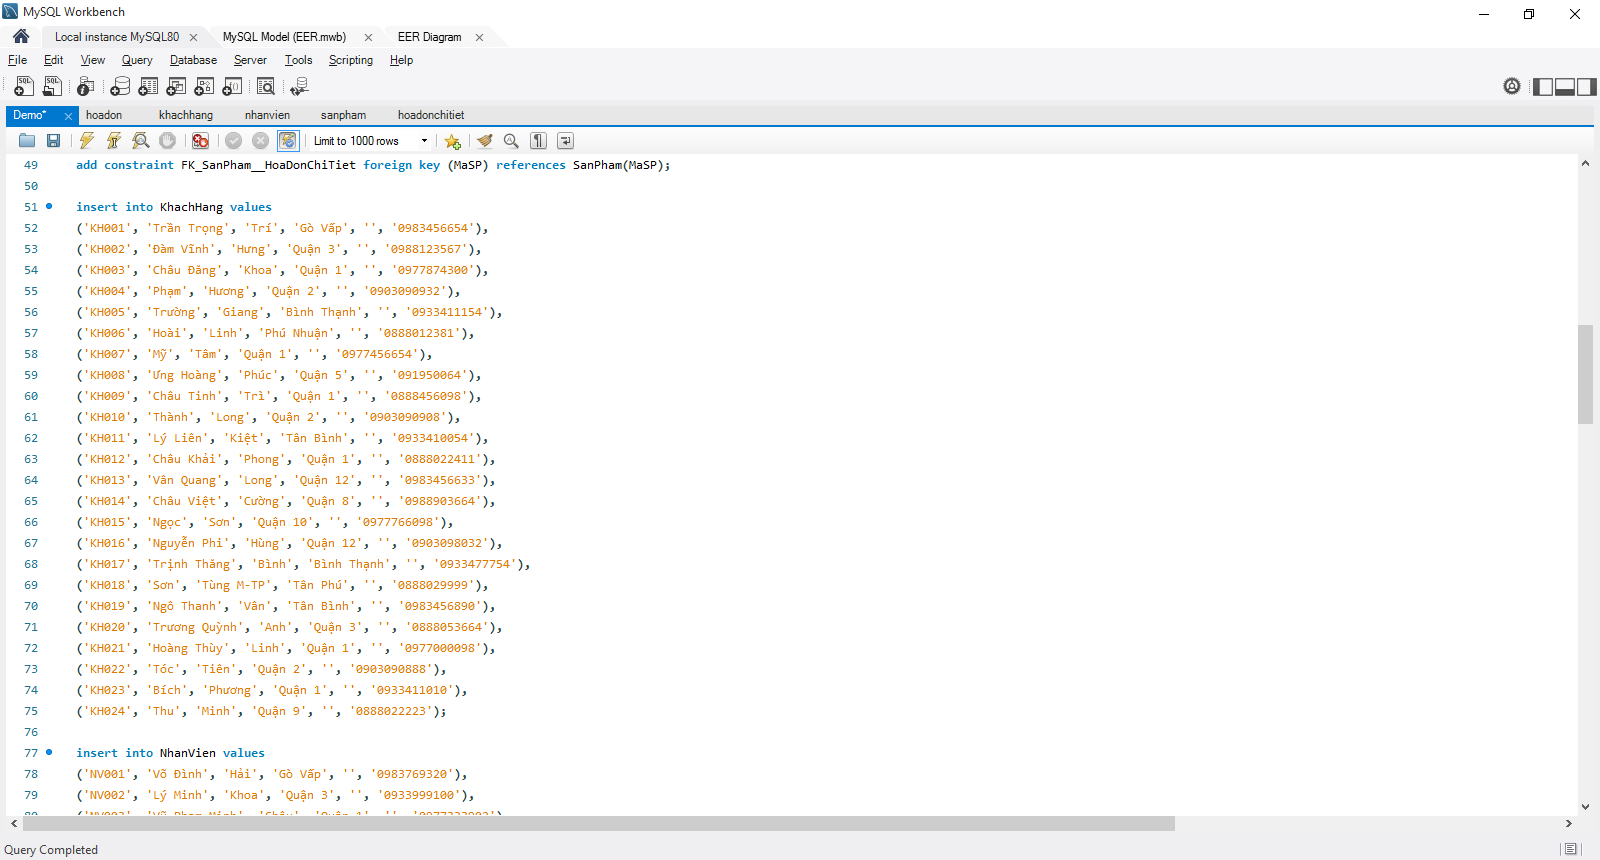 MySQL Workbench
Local instance MySQL80
MySQL Model (EER.mwb)
EER Diagram
File Edit View Query Database Server Tools Scripting Help
Demo*
hoadon
khachhang
nhanvien
sanpham
hoadonchitiet
Limit to 1000 rows
49 add constraint FK_SanPham__HoaDonChiTiet foreign key (MaSP) references SanPham(MaSP);
50
51 insert into KhachHang values
52 ('KH001', 'Trần Trọng', 'Trí', 'Gò Vấp', '', '0983456654'),
53 ('KH002', 'Đàm Vĩnh', 'Hưng', 'Quận 3', '', '0988123567'),
54 ('KH003', 'Châu Đăng', 'Khoa', 'Quận 1', '', '0977874300'),
55 ('KH004', 'Phạm', 'Hương', 'Quận 2', '', '0903090932'),
56 ('KH005', 'Trường', 'Giang', 'Bình Thạnh', '', '0933411154'),
57 ('KH006', 'Hoài', 'Linh', 'Phú Nhuận', '', '0888012381'),
58 ('KH007', 'Mỹ', 'Tâm', 'Quận 1', '', '0977456654'),
59 ('KH008', 'Ưng Hoàng', 'Phúc', 'Quận 5', '', '091950064'),
60 ('KH009', 'Châu Tinh', 'Trì', 'Quận 1', '', '0888456098'),
61 ('KH010', 'Thành', 'Long', 'Quận 2', '', '0903090908'),
62 ('KH011', 'Lý Liên', 'Kiệt', 'Tân Bình', '', '0933410054'),
63 ('KH012', 'Châu Khải', 'Phong', 'Quận 1', '', '0888022411'),
64 ('KH013', 'Vân Quang', 'Long', 'Quận 12', '', '0983456633'),
65 ('KH014', 'Châu Việt', 'Cường', 'Quận 8', '', '0988903664'),
66 ('KH015', 'Ngọc', 'Sơn', 'Quận 10', '', '0977766098'),
67 ('KH016', 'Nguyễn Phi', 'Hùng', 'Quận 12', '', '0903098032'),
68 ('KH017', 'Trịnh Thăng', 'Bình', 'Bình Thạnh', '', '0933477754'),
69 ('KH018', 'Sơn', 'Tùng M-TP', 'Tân Phú', '', '0888029999'),
70 ('KH019', 'Ngô Thanh', 'Vân', 'Tân Bình', '', '0983456890'),
71 ('KH020', 'Trương Quỳnh', 'Anh', 'Quận 3', '', '0888053664'),
72 ('KH021', 'Hoàng Thùy', 'Linh', 'Quận 1', '', '0977000098'),
73 ('KH022', 'Tóc', 'Tiên', 'Quận 2', '', '0903090888'),
74 ('KH023', 'Bích', 'Phương', 'Quận 1', '', '0933411010'),
75 ('KH024', 'Thu', 'Minh', 'Quận 9', '', '0888022223');
76
77 insert into NhanVien values
78 ('NV001', 'Võ Đình', 'Hải', 'Gò Vấp', '', '0983769320'),
79 ('NV002', 'Lý Minh', 'Khoa', 'Quận 3', '', '0933999100'),
Query Completed